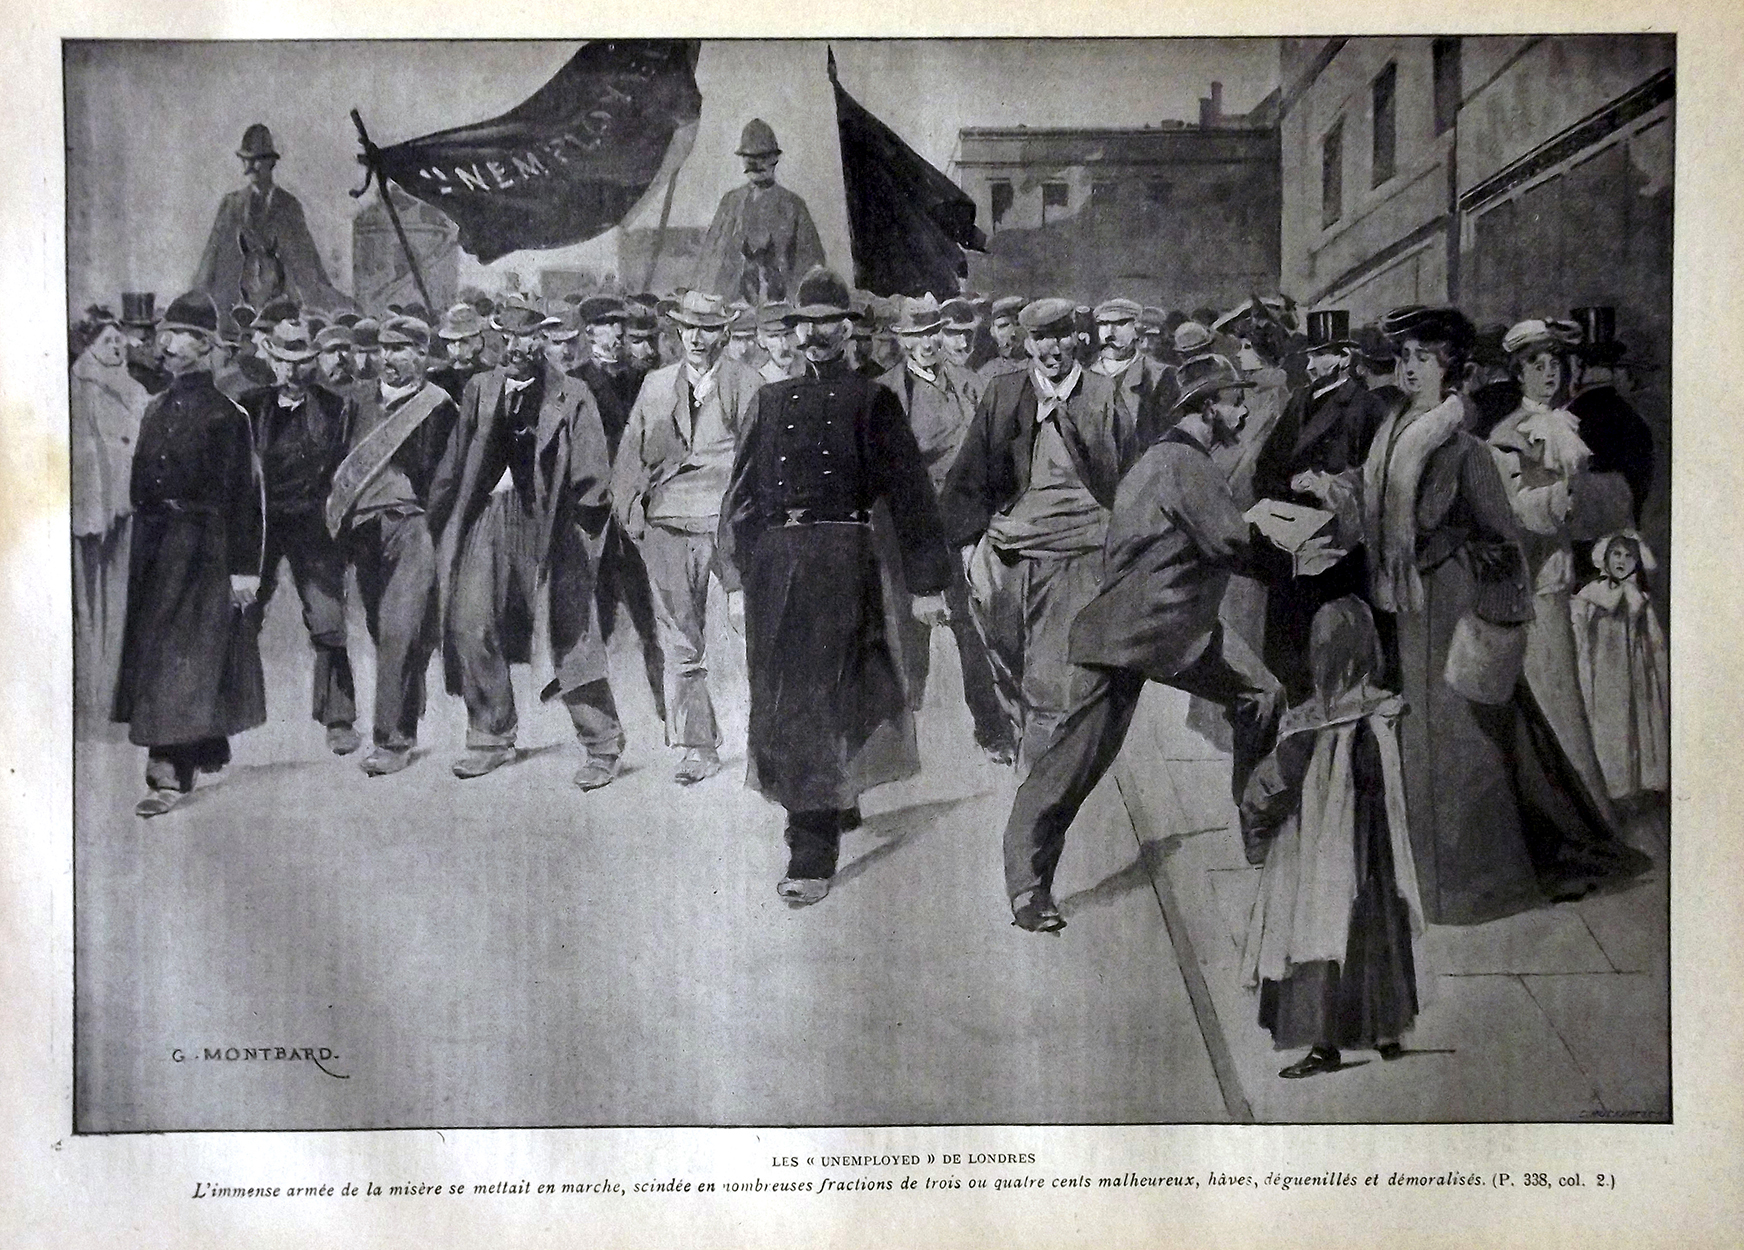 "UNEMPLOY
G. MONTBARD.
LES « UNEMPLOYED » DE LONDRES
L'immense armée de la misère se mettait en marche, scindée en nombreuses fractions de trois ou quatre cents malheureux, hâves, déguenillés et démoralisés. (P. 338, col. 2.)